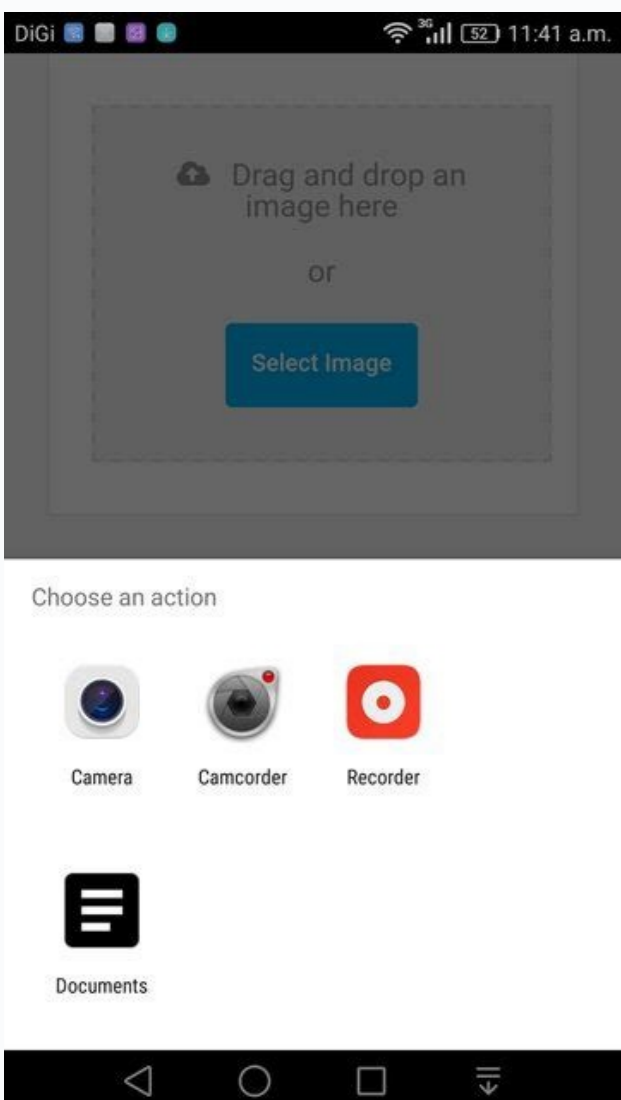 DiGi 3G 52 11:41 a.m.
Drag and drop an
image here
or
Select Image
Choose an action
Camera Camcorder Recorder
Documents